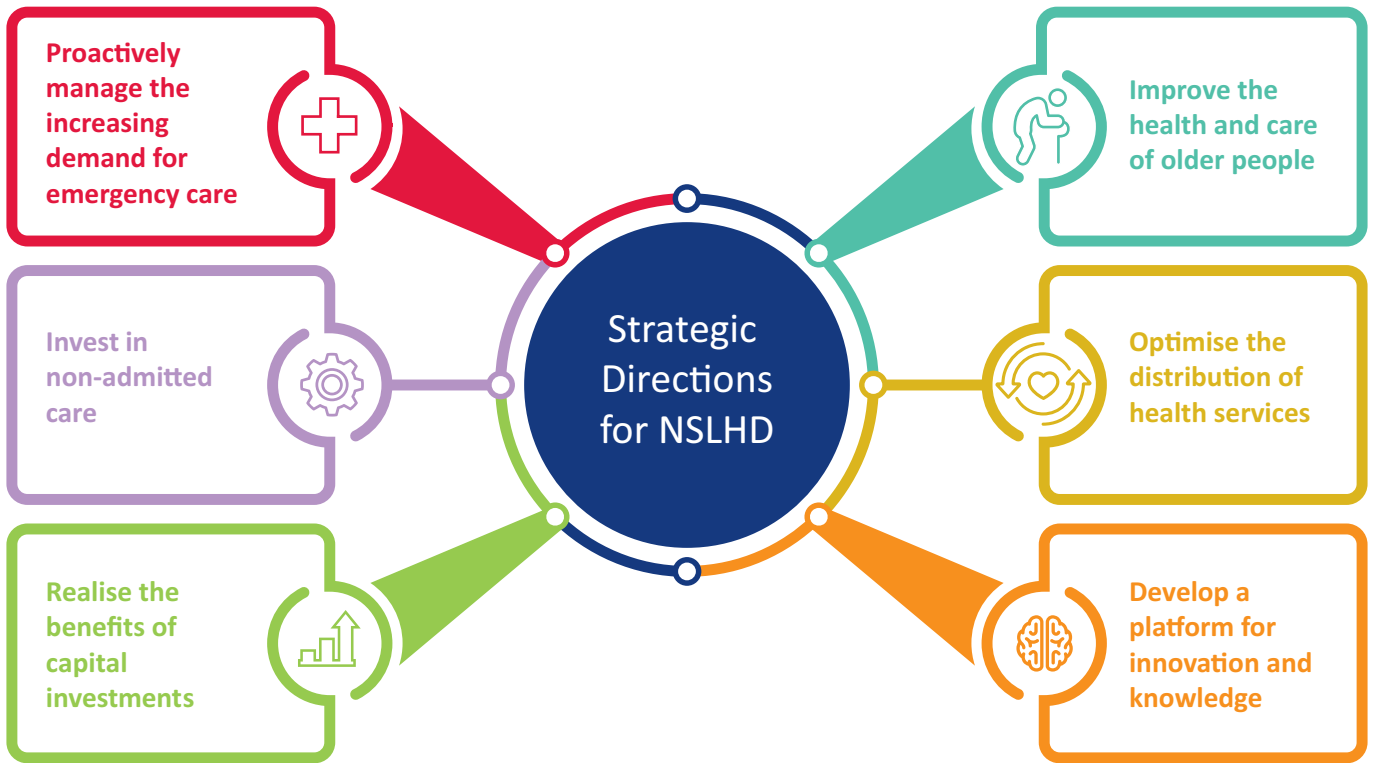 Proactively
manage the
increasing
demand for
emergency care
Invest in
non-admitted
care
Realise the
benefits of
capital
investments
Strategic
Directions
for NSLHD
Improve the
health and care
of older people
Optimise the
distribution of
health services
Develop a
platform for
innovation and
knowledge